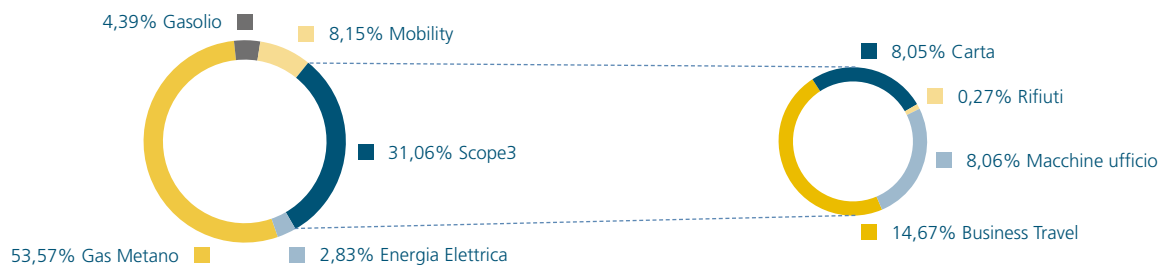 4,39% Gasolio
8,15% Mobility
31,06% Scope3
2,83% Energia Elettrica
53,57% Gas Metano
8,05% Carta
0,27% Rifiuti
8,06% Macchine ufficio
14,67% Business Travel